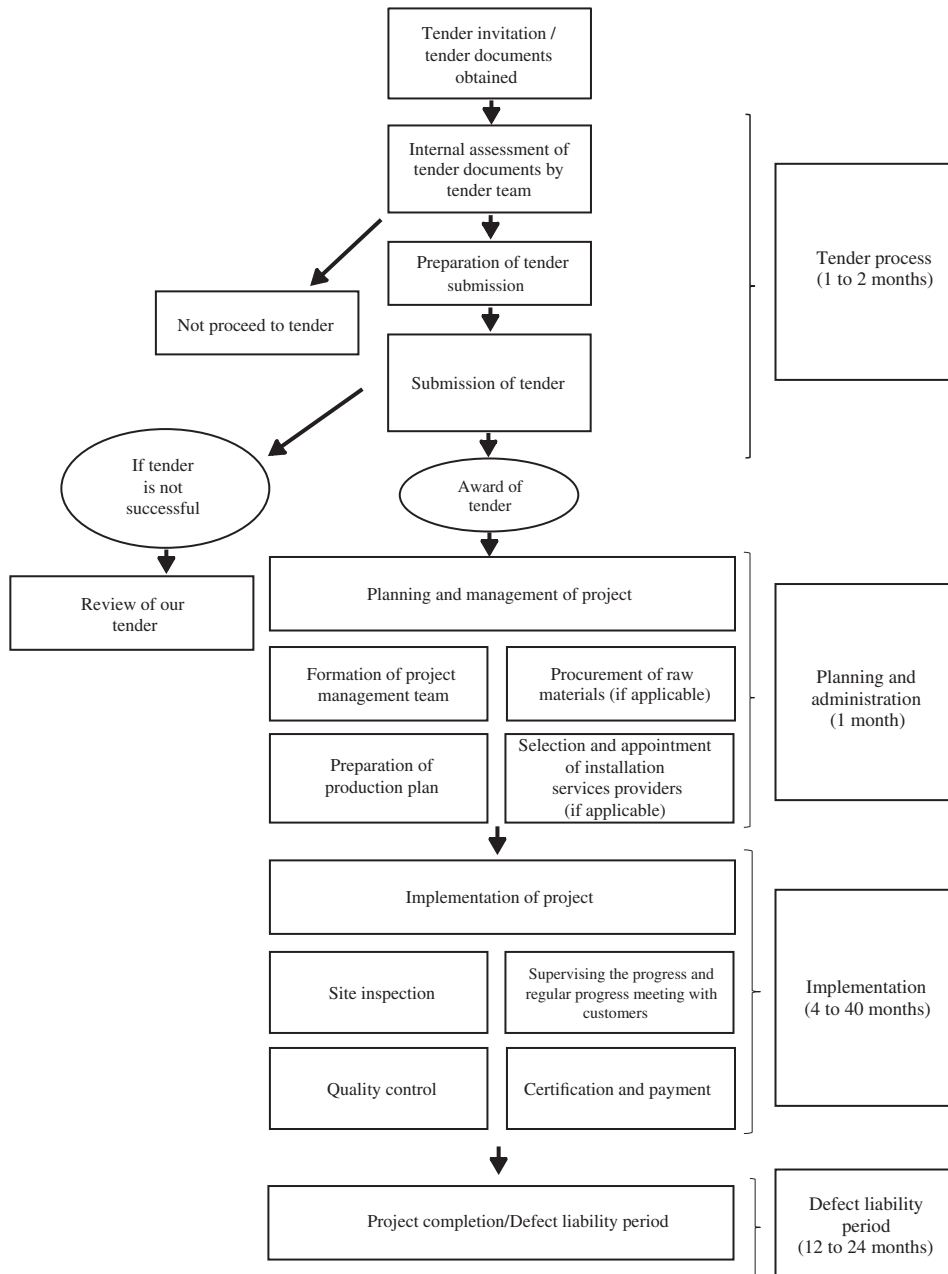 Tender invitation /
tender documents
obtained
Internal assessment of
tender documents by
tender team
Preparation of tender
submission
Not proceed to tender
Submission of tender
Tender process
(1 to 2 months)
If tender
is not
successful
Award of
tender
Review of our
tender
Planning and management of project
Formation of project
management team
Procurement of raw
materials (if applicable)
Preparation of
production plan
Selection and appointment
of installation
services providers
(if applicable)
Planning and
administration
(1 month)
Implementation of project
Site inspection
Supervising the progress and
regular progress meeting with
customers
Quality control
Certification and payment
Implementation
(4 to 40 months)
Project completion/Defect liability period
Defect liability
period
(12 to 24 months)